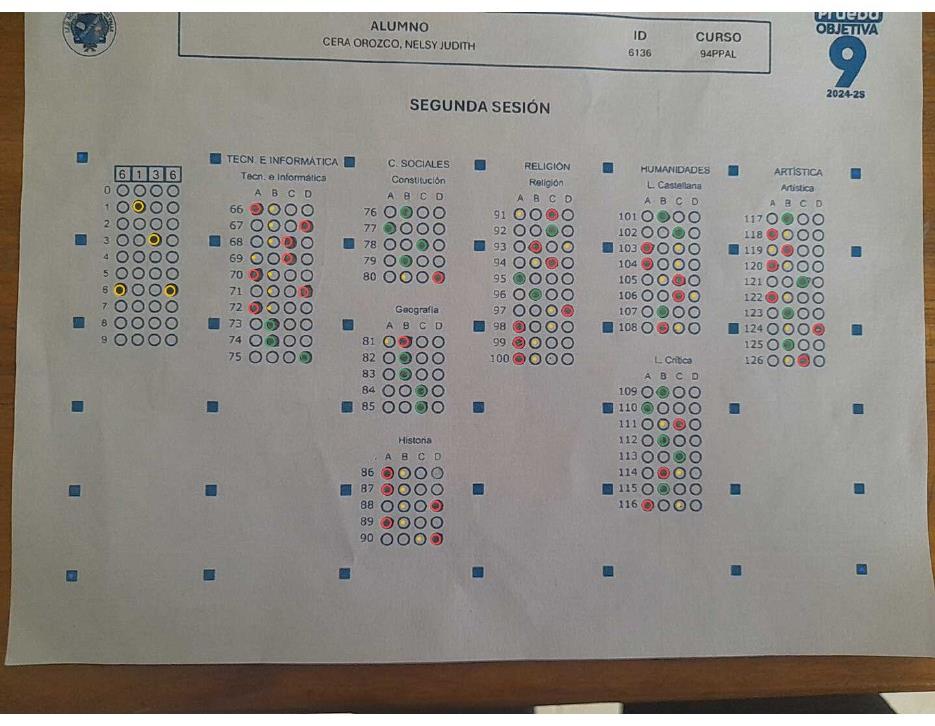 Prueba
OBJETIVA
9
2024-2S
ALUMNO
CERA OROZCO, NELSY JUDITH
ID
6136
CURSO
94PPAL
SEGUNDA SESIÓN
6 1 3 6
0
1
2
3
4
5
6
7
8
9
TECN. E INFORMÁTICA
Tecn. e Informática
A B C D
66
67
68
69
70
71
72
73
74
75
C. SOCIALES
Constitución
A B C D
76
77
78
79
80
Geografía
A B C D
81
82
83
84
85
Historia
A B C D
86
87
88
89
90
RELIGIÓN
Religión
A B C D
91
92
93
94
95
96
97
98
99
100
HUMANIDADES
L. Castellana
A B C D
101
102
103
104
105
106
107
108
L. Crítica
A B C D
109
110
111
112
113
114
115
116
ARTÍSTICA
Artística
A B C D
117
118
119
120
121
122
123
124
125
126